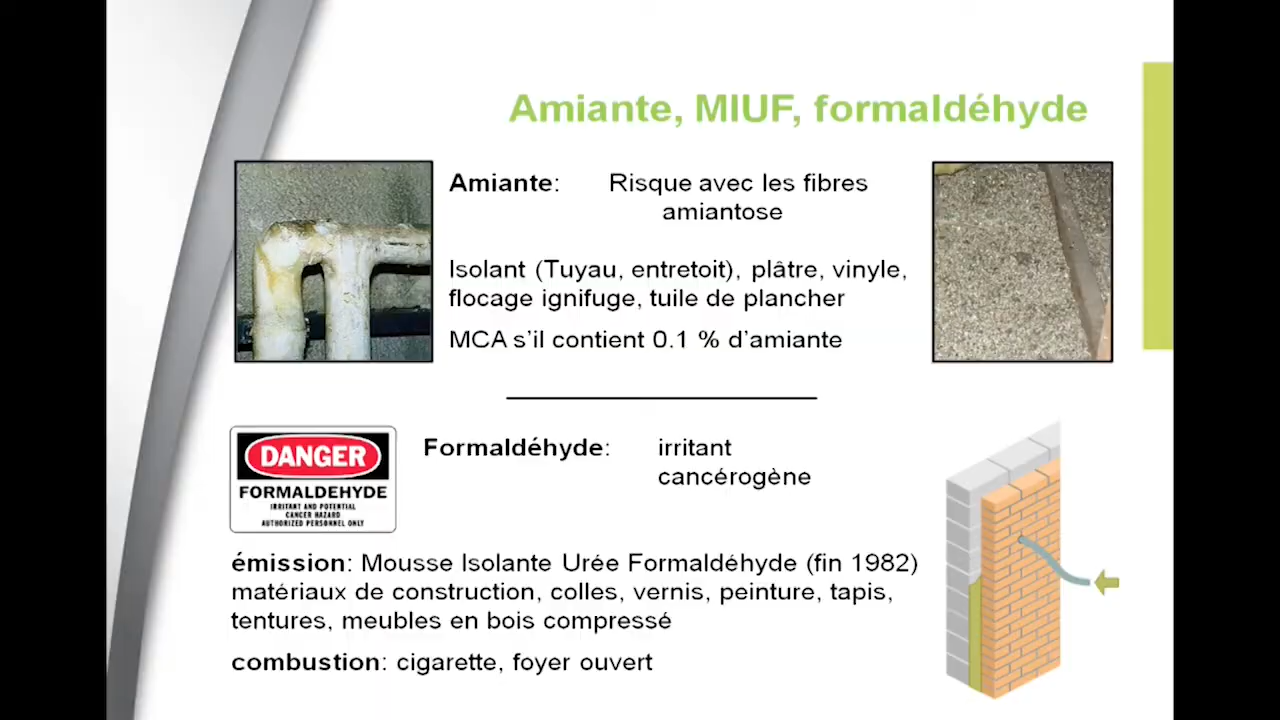 Amiante, MIUF, formaldéhyde
Amiante: Risque avec les fibres
amiantose
Isolant (Tuyau, entretoit), plâtre, vinyle,
flocage ignifuge, tuile de plancher
MCA s’il contient 0.1 % d’amiante
DANGER
FORMALDEHYDE
IRRITANT AND POTENTIAL
CANCER HAZARD
AUTHORIZED PERSONNEL ONLY
Formaldéhyde: irritant
cancérogène
émission: Mousse Isolante Urée Formaldéhyde (fin 1982)
matériaux de construction, colles, vernis, peinture, tapis,
tentures, meubles en bois compressé
combustion: cigarette, foyer ouvert